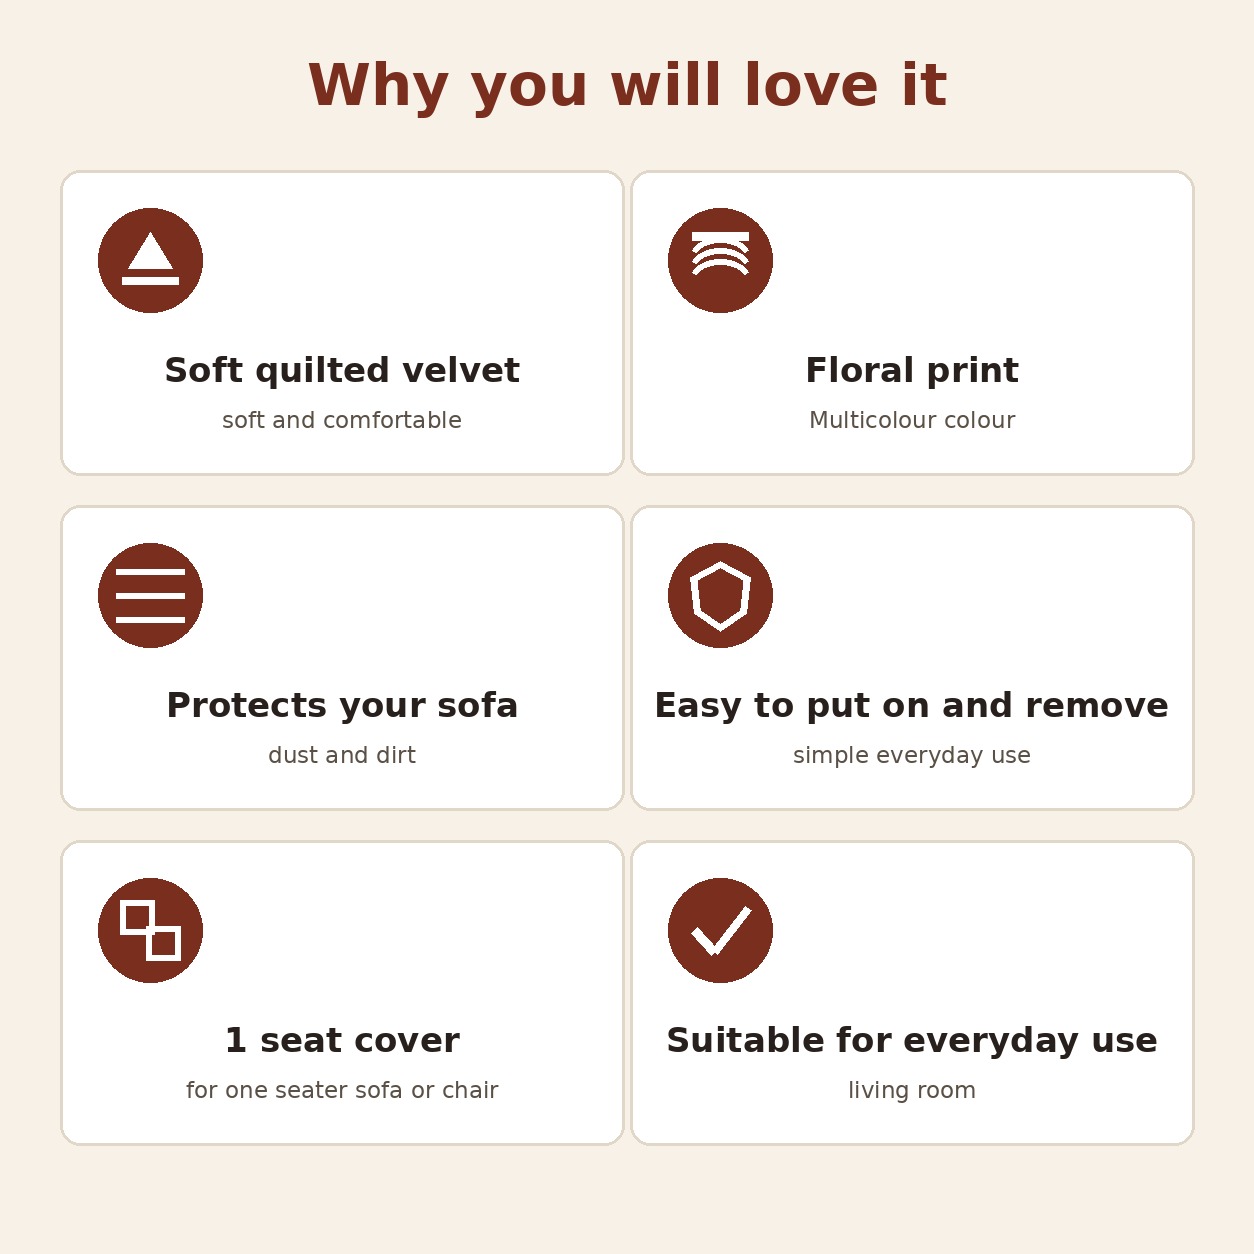 Why you will love it
Soft quilted velvet
soft and comfortable
Floral print
Multicolour colour
Protects your sofa
dust and dirt
Easy to put on and remove
simple everyday use
1 seat cover
for one seater sofa or chair
Suitable for everyday use
living room